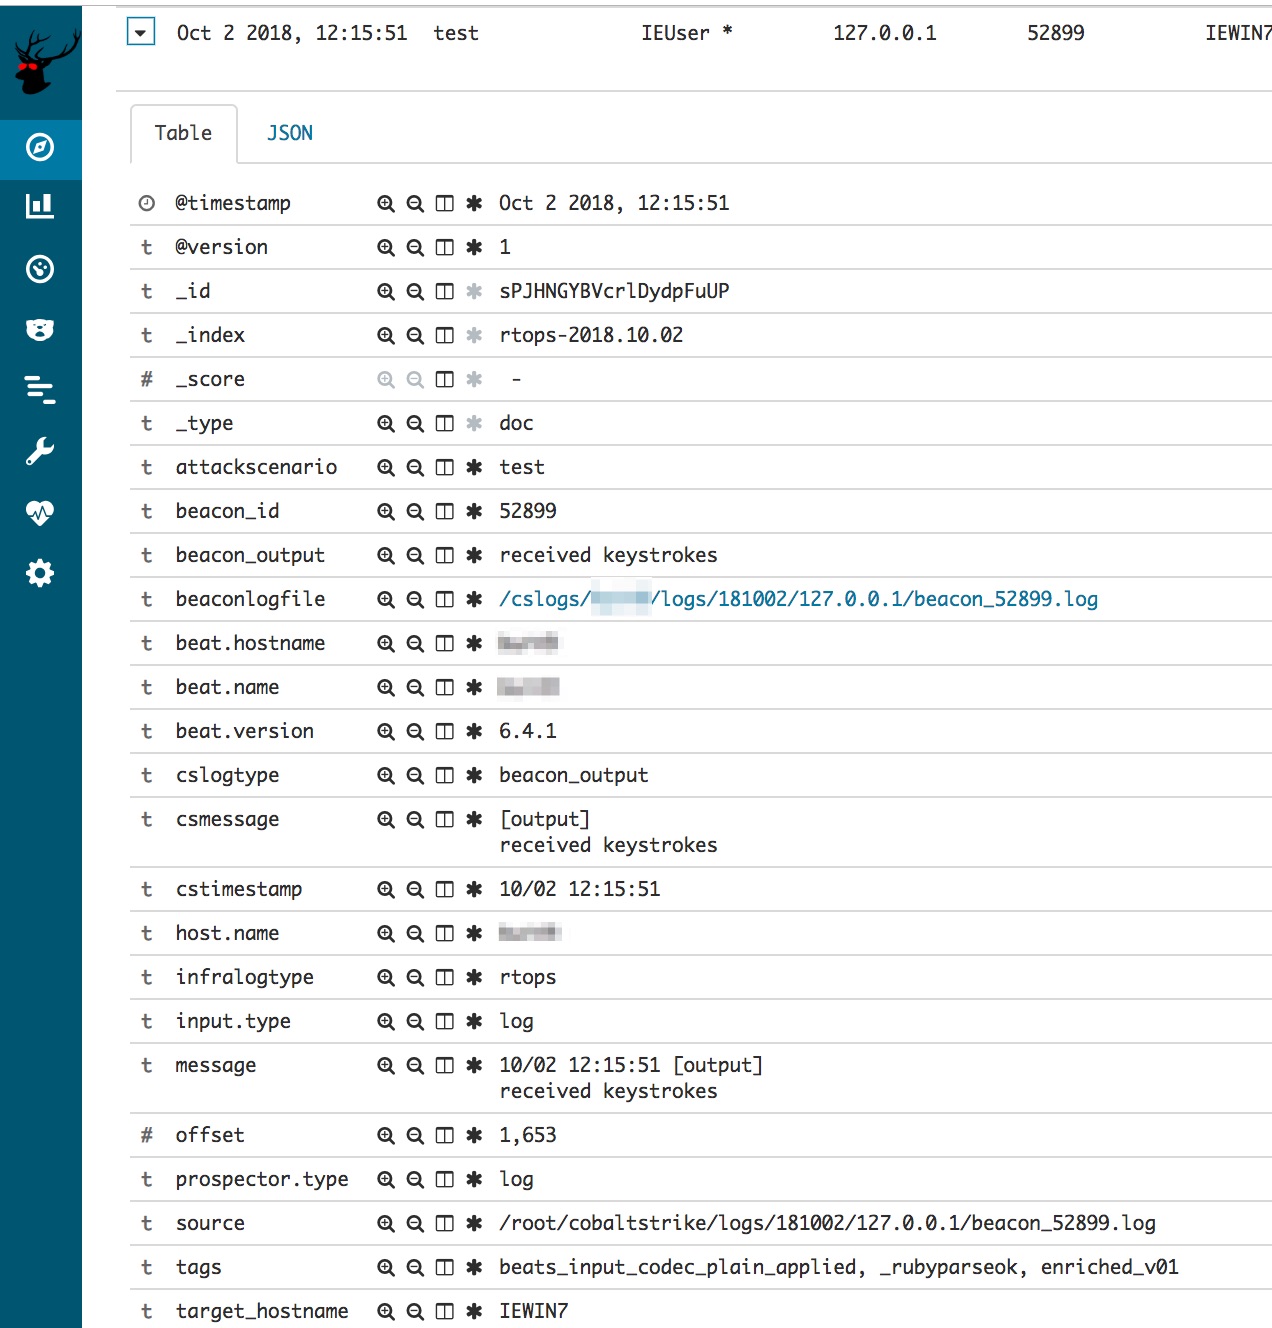 Oct 2 2018, 12:15:51 test IEUser * 127.0.0.1 52899 IEWIN7
Table JSON
@timestamp Oct 2 2018, 12:15:51
t @version 1
t _id sPJHNGYBVcrlDydpFuUP
t _index rtops-2018.10.02
# _score -
t _type doc
t attackscenario test
t beacon_id 52899
t beacon_output received keystrokes
t beaconlogfile /cslogs/ /logs/181002/127.0.0.1/beacon_52899.log
t beat.hostname
t beat.name
t beat.version 6.4.1
t cslogtype beacon_output
t csmessage [output]
received keystrokes
t cstimestamp 10/02 12:15:51
t host.name
t infralogtype rtops
t input.type log
t message 10/02 12:15:51 [output]
received keystrokes
# offset 1,653
t prospector.type log
t source /root/cobaltstrike/logs/181002/127.0.0.1/beacon_52899.log
t tags beats_input_codec_plain_applied, _rubyparseok, enriched_v01
t target_hostname IEWIN7